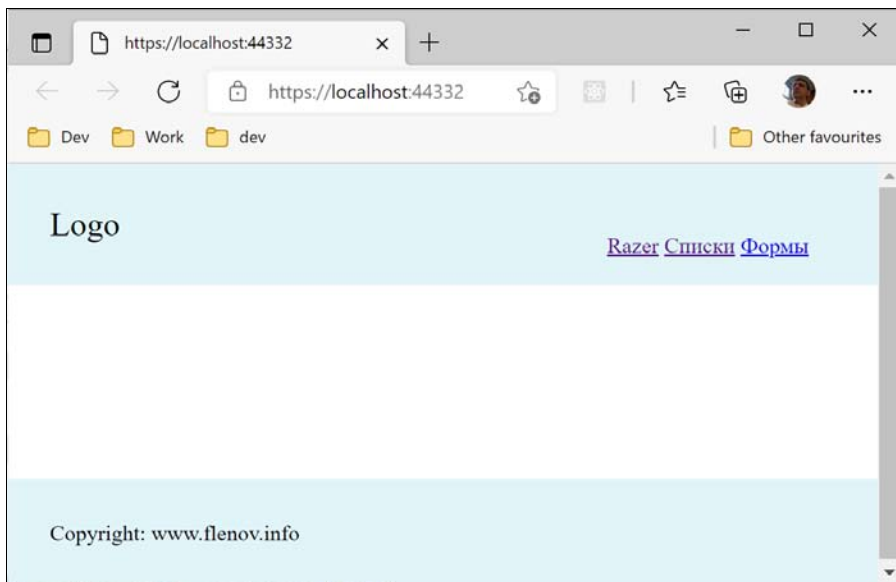 https://localhost:44332
https://localhost:44332
Dev Work dev Other favourites
Logo
Razer Списки Формы
Copyright: www.flenov.info